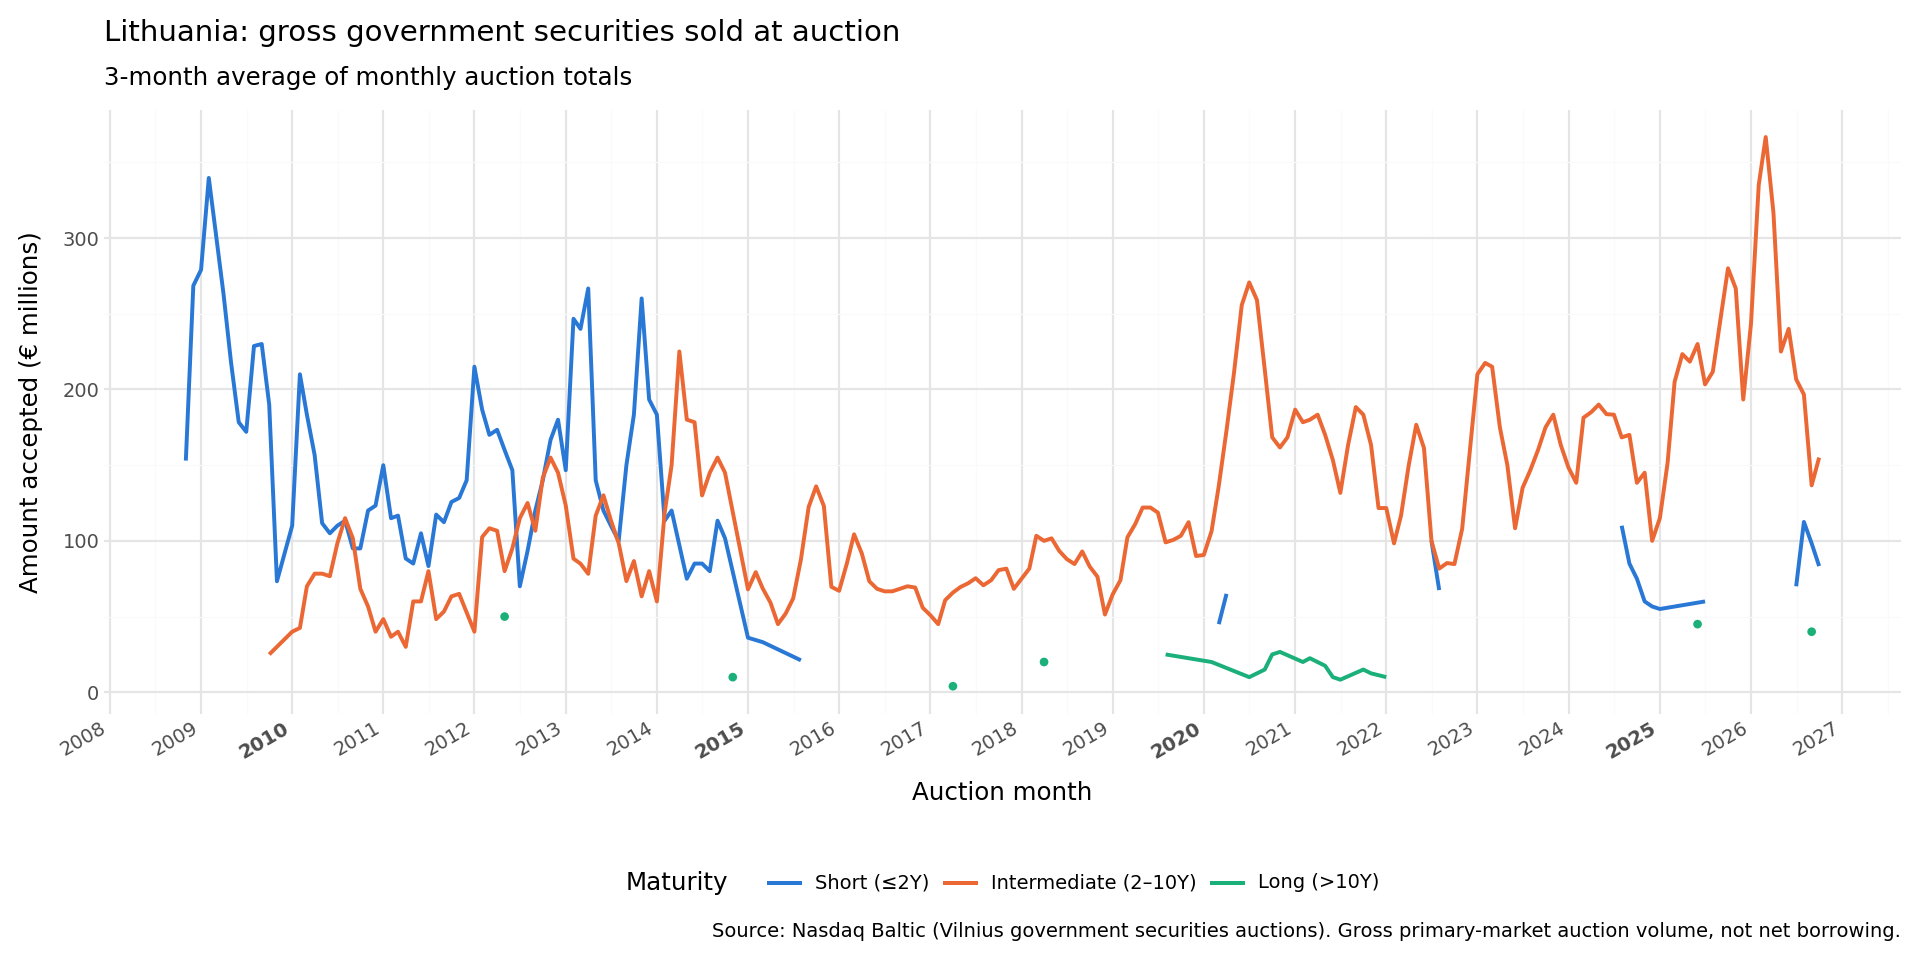 Lithuania: gross government securities sold at auction
3-month average of monthly auction totals
Amount accepted (€ millions)
300
200
100
0
2008 2009 2010 2011 2012 2013 2014 2015 2016 2017 2018 2019 2020 2021 2022 2023 2024 2025 2026 2027
Auction month
Maturity Short (≤2Y) Intermediate (2–10Y) Long (>10Y)
Source: Nasdaq Baltic (Vilnius government securities auctions). Gross primary-market auction volume, not net borrowing.